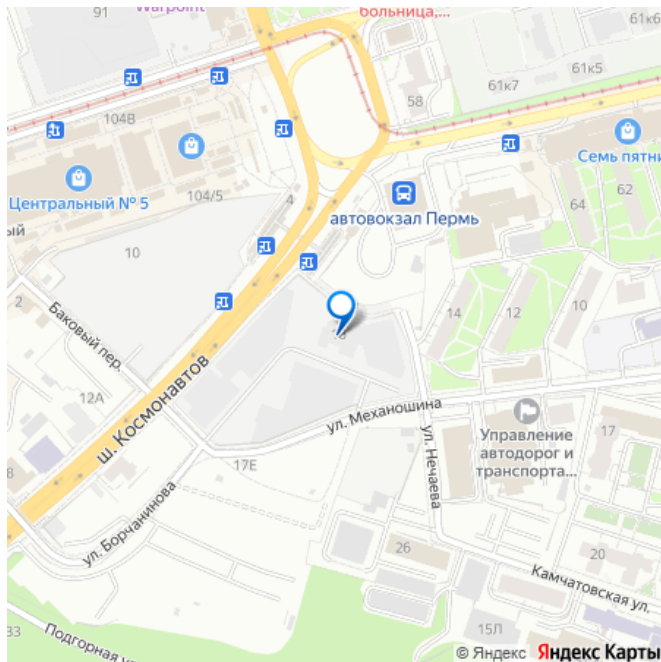 91
Warpoint
больница,...
61к6
61к5
61к7
58
104В
Семь пятни
Центральный № 5
104/5
4
автовокзал Пермь
64
62
ый
10
2
Баковый пер.
14
12
10
12А
ш. Космонавтов
ул. Механошина
ул. Нечаева
Управление
автодорог и
транспорта...
17
17Е
8
ул. Борчанинова
26
20
Камчатовская ул.
33
Подгорная у
15Л
© Яндекс Яндекс Карты